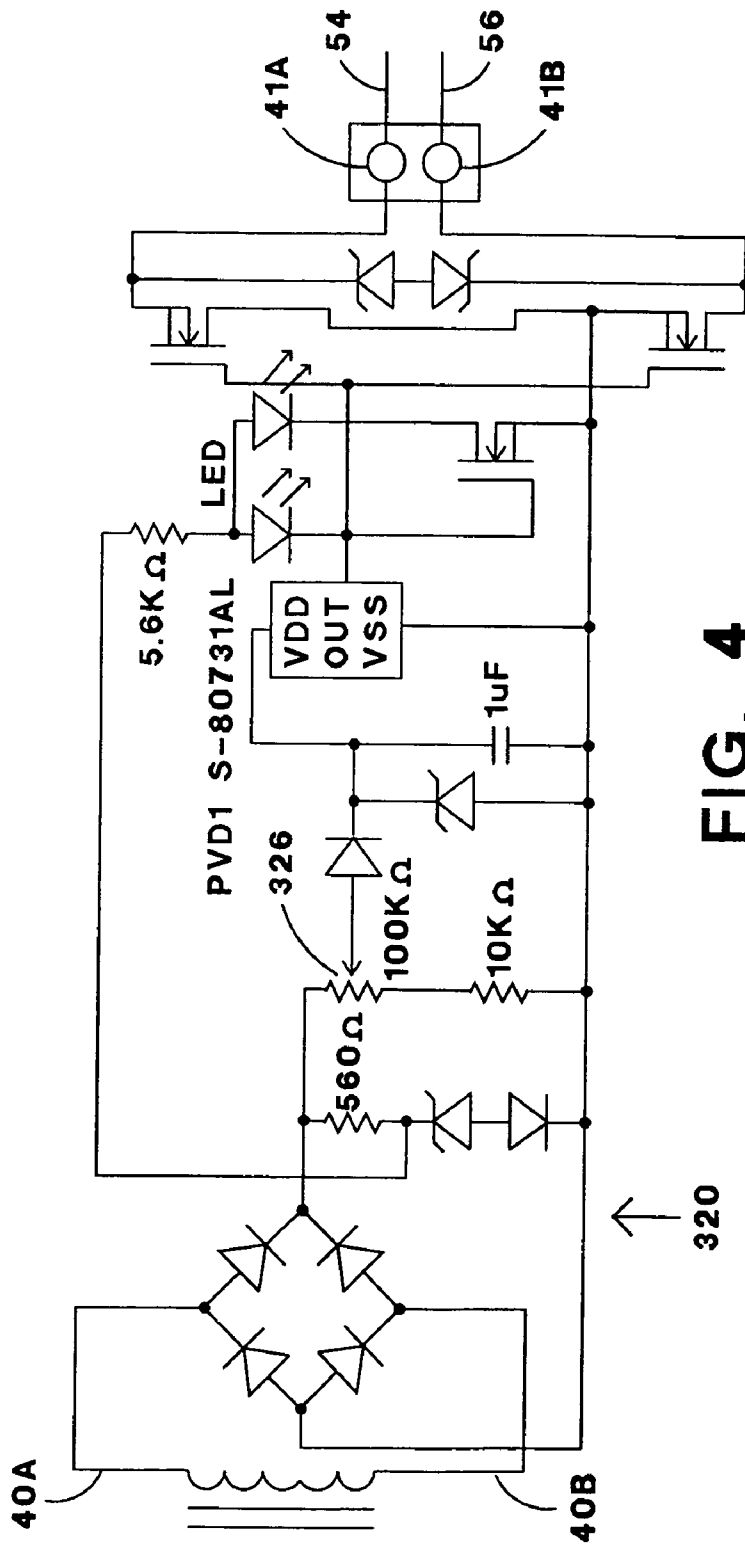 40A
40B
320
560Ω
326
100KΩ
10KΩ
PVD1 S-80731AL
5.6KΩ
LED
VDD
OUT
VSS
1uF
41A
54
56
41B
FIG. 4